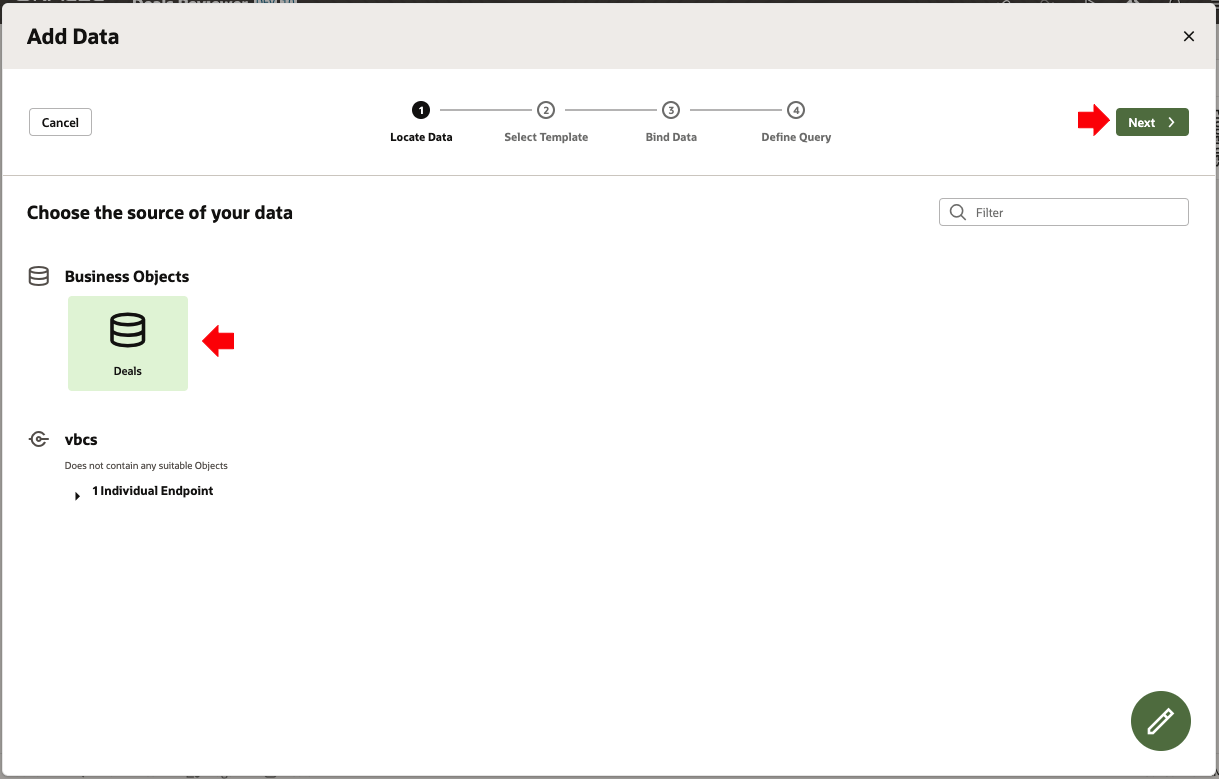 Add Data
Cancel
1
2
3
4
Locate Data
Select Template
Bind Data
Define Query
Next
Choose the source of your data
Filter
Business Objects
Deals
vbcs
Does not contain any suitable Objects
1 Individual Endpoint